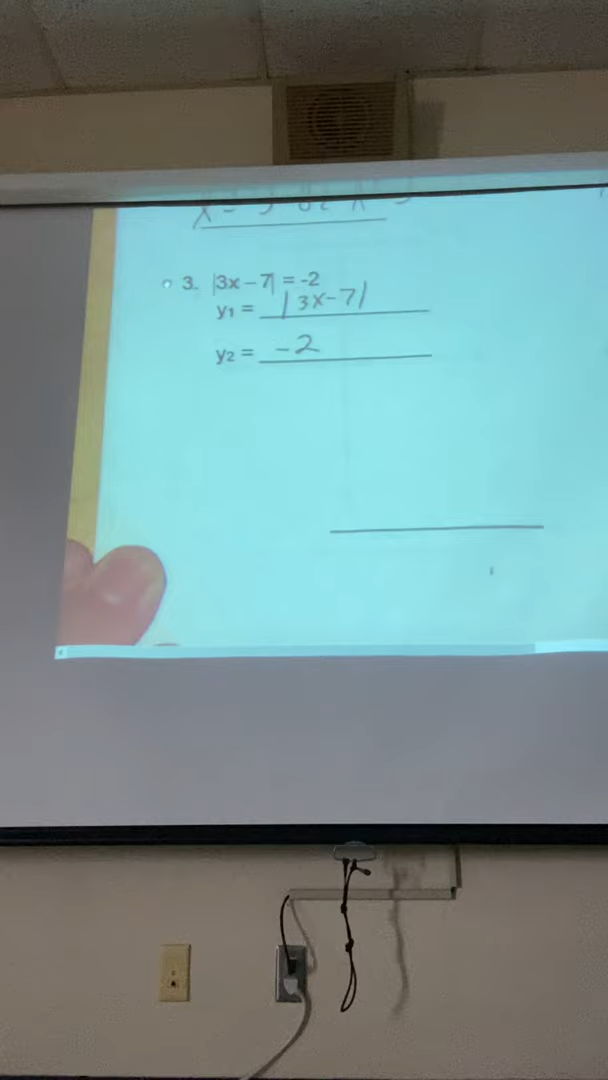 3. |3x – 7| = -2
y1 = |3x-7|
y2 = -2